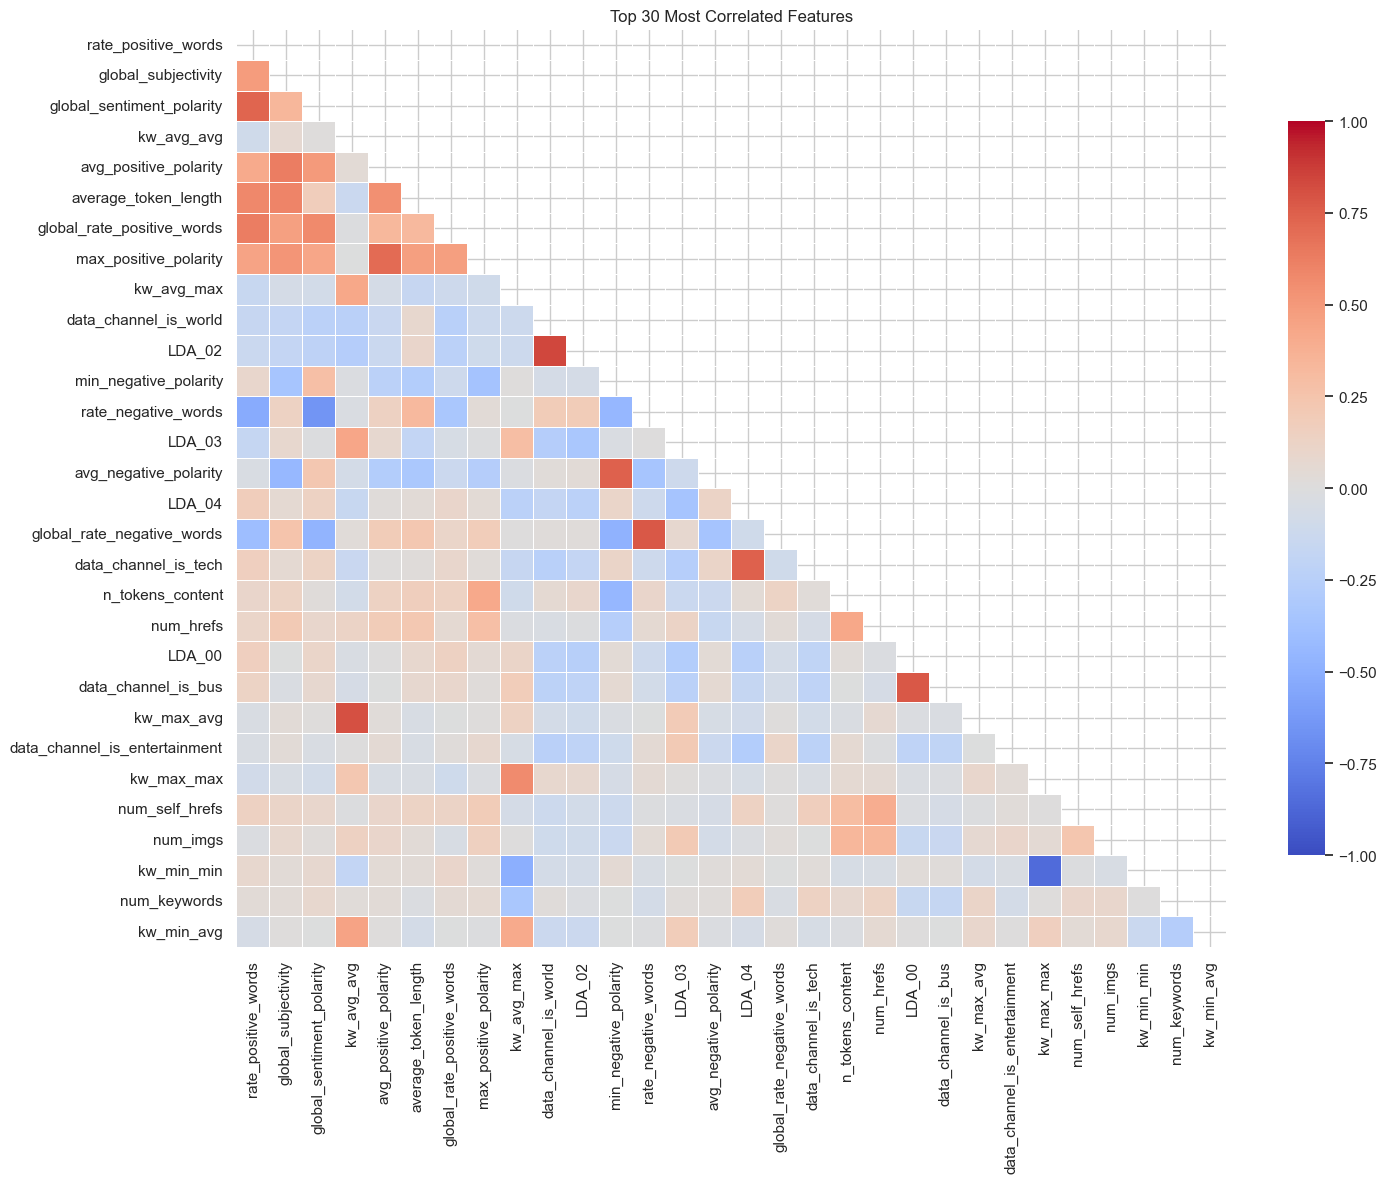 Top 30 Most Correlated Features
rate_positive_words
global_subjectivity
global_sentiment_polarity
kw_avg_avg
avg_positive_polarity
average_token_length
global_rate_positive_words
max_positive_polarity
kw_avg_max
data_channel_is_world
LDA_02
min_negative_polarity
rate_negative_words
LDA_03
avg_negative_polarity
LDA_04
global_rate_negative_words
data_channel_is_tech
n_tokens_content
num_hrefs
LDA_00
data_channel_is_bus
kw_max_avg
data_channel_is_entertainment
kw_max_max
num_self_hrefs
num_imgs
kw_min_min
num_keywords
kw_min_avg
rate_positive_words
global_subjectivity
global_sentiment_polarity
kw_avg_avg
avg_positive_polarity
average_token_length
global_rate_positive_words
max_positive_polarity
kw_avg_max
data_channel_is_world
LDA_02
min_negative_polarity
rate_negative_words
LDA_03
avg_negative_polarity
LDA_04
global_rate_negative_words
data_channel_is_tech
n_tokens_content
num_hrefs
LDA_00
data_channel_is_bus
kw_max_avg
data_channel_is_entertainment
kw_max_max
num_self_hrefs
num_imgs
kw_min_min
num_keywords
kw_min_avg
1.00
0.75
0.50
0.25
0.00
−0.25
−0.50
−0.75
−1.00